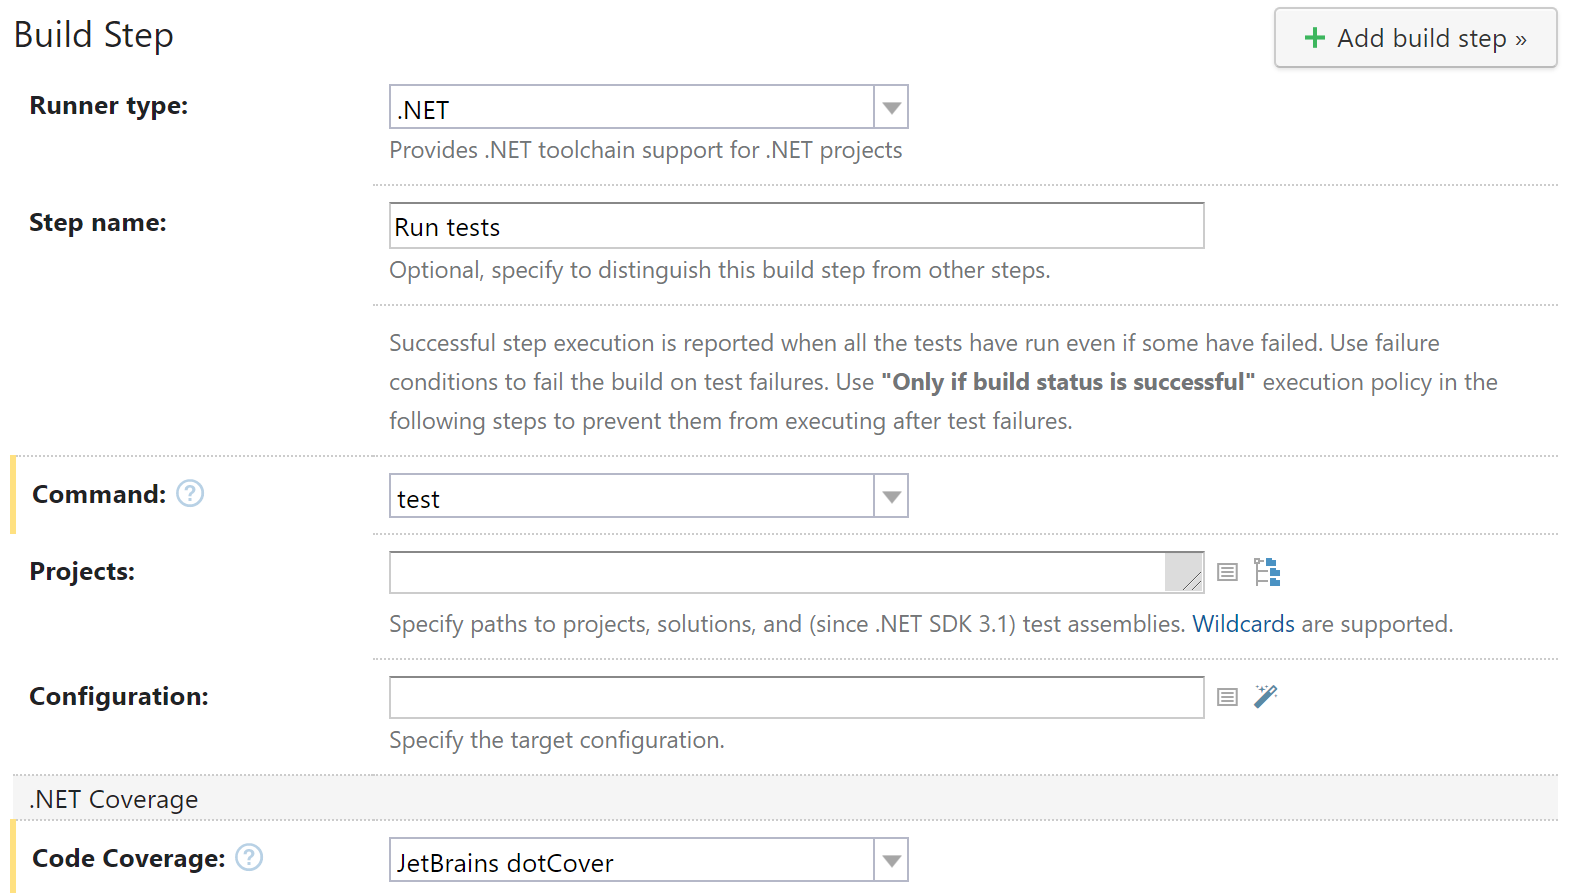 Build Step
Add build step »
Runner type:
.NET
Provides .NET toolchain support for .NET projects
Step name:
Run tests
Optional, specify to distinguish this build step from other steps.
Successful step execution is reported when all the tests have run even if some have failed. Use failure
conditions to fail the build on test failures. Use "Only if build status is successful" execution policy in the
following steps to prevent them from executing after test failures.
Command: ?
test
Projects:
Specify paths to projects, solutions, and (since .NET SDK 3.1) test assemblies. Wildcards are supported.
Configuration:
Specify the target configuration.
.NET Coverage
Code Coverage: ?
JetBrains dotCover